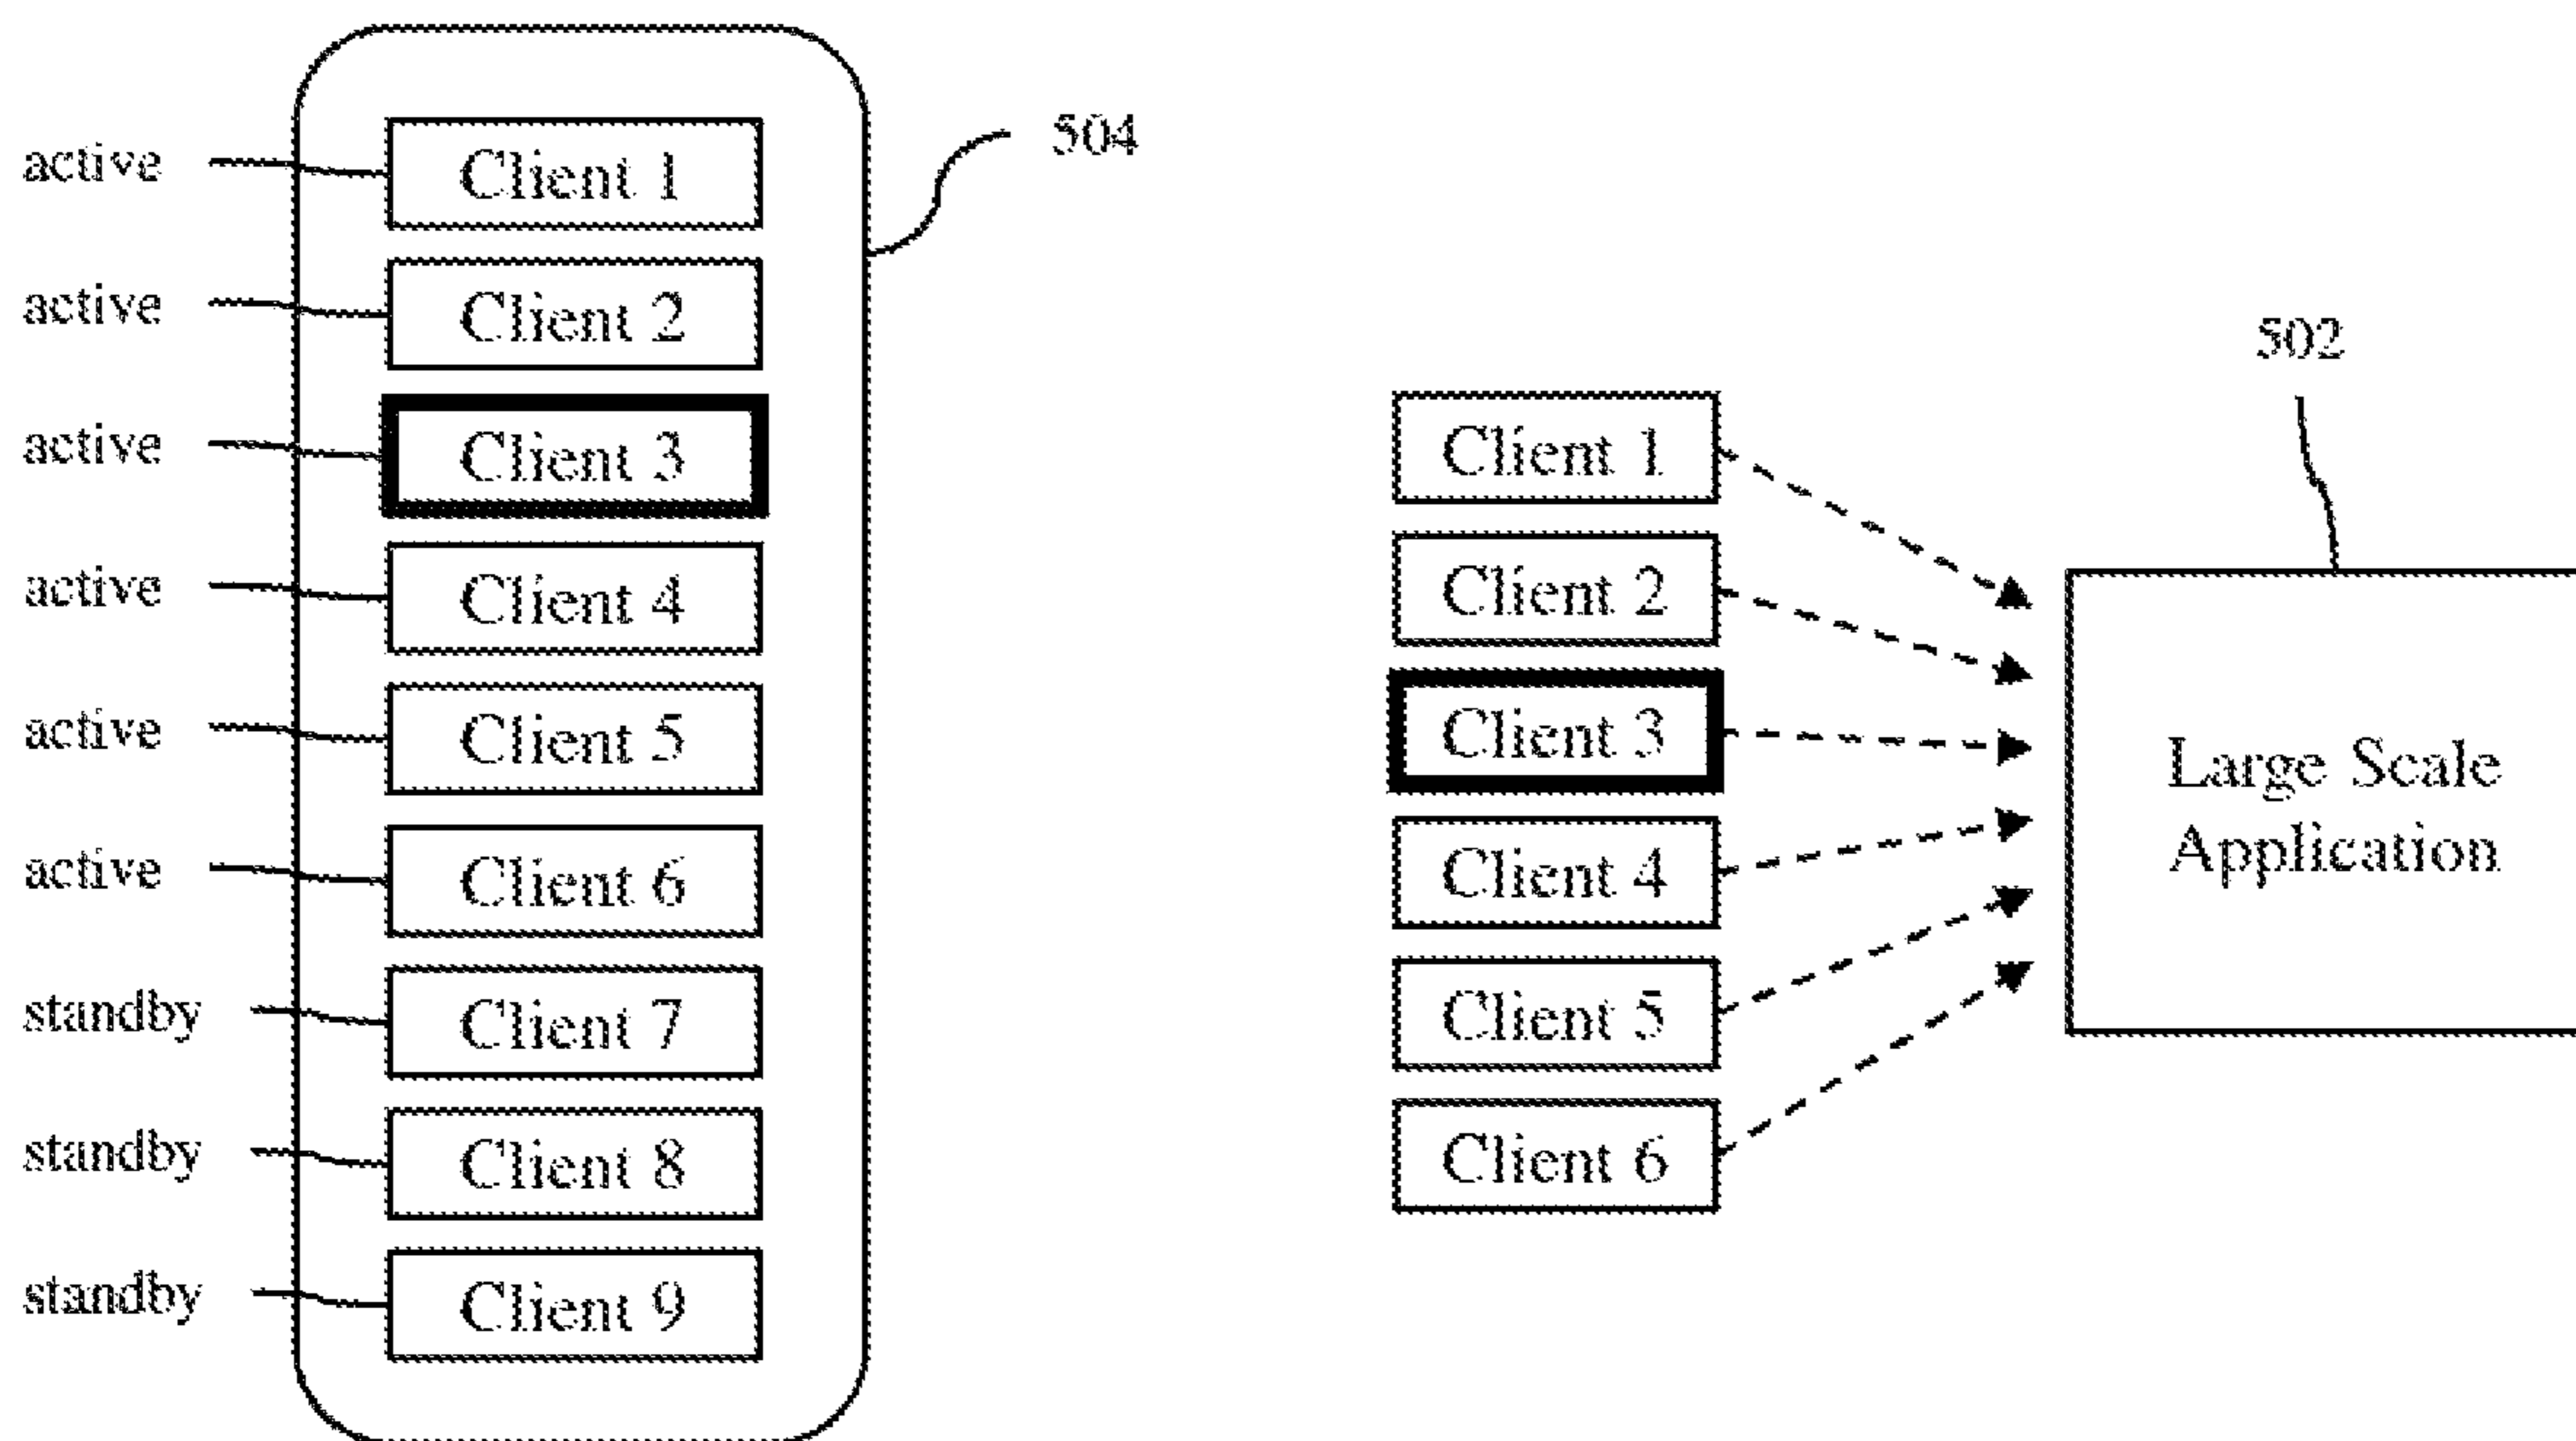 active
Client 1
active
Client 2
active
Client 3
active
Client 4
active
Client 5
active
Client 6
standby
Client 7
standby
Client 8
standby
Client 9
504
Client 1
Client 2
Client 3
Client 4
Client 5
Client 6
502
Large Scale
Application